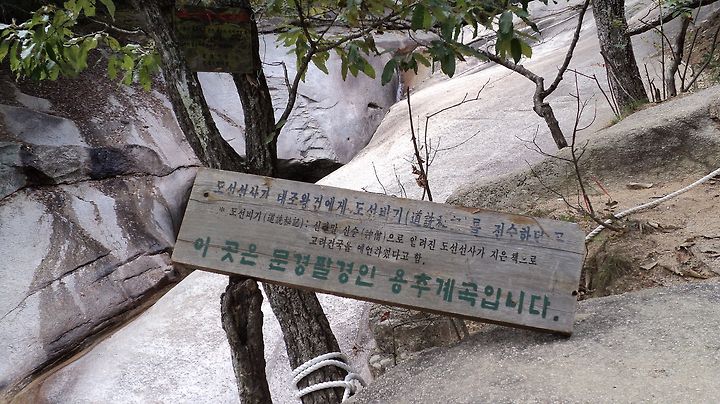 도선선사가 태조왕건에게 도선비기(道詵秘記)를 전수하던
※ 도선비기(道詵秘記): 신라말 신승(神僧)으로 알려진 도선선사가 지은 책으로
고려건국을 예언하였다고 함.
이 곳은 문경팔경인 용추계곡입니다.